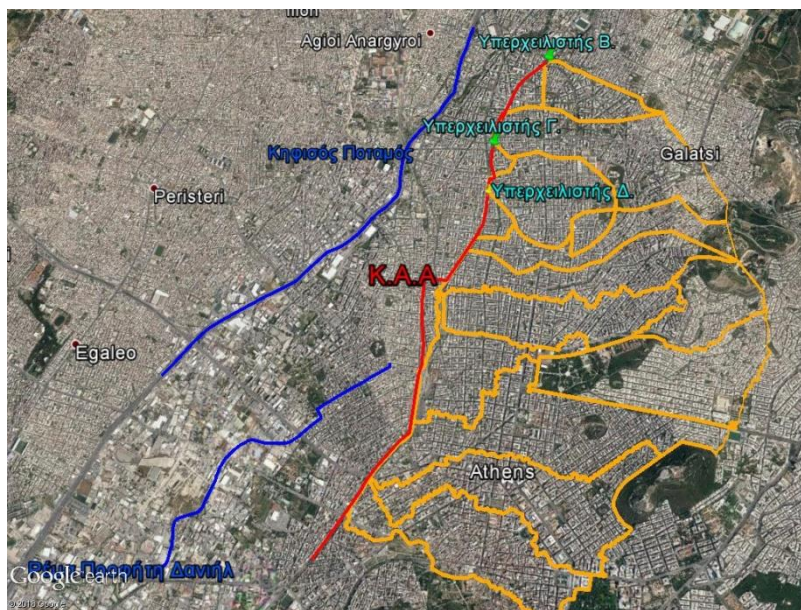 Agioi Anargyroi
Υπερχειλιστής Β.
Υπερχειλιστής Γ.
Κηφισός Ποταμός
Galatsi
Peristeri
Υπερχειλιστής Δ.
Κ.Α.Α
Egaleo
Athens
Ρέμα Προφήτη Δανιήλ
Google earth